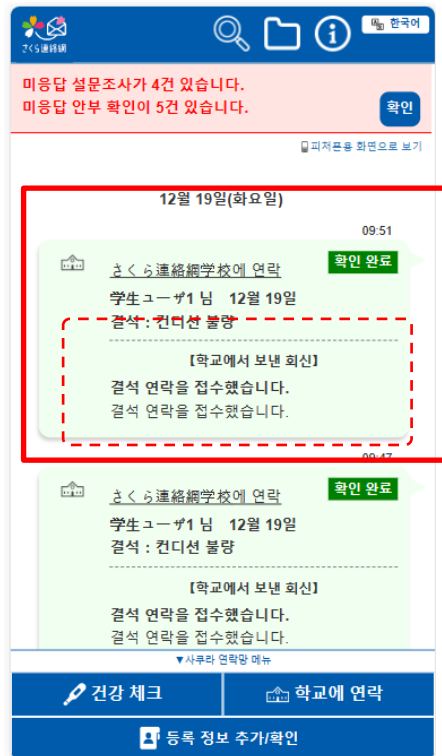 さくら連絡網
한국어
미응답 설문조사가 4건 있습니다.
미응답 안부 확인이 5건 있습니다.
확인
피저폰용 화면으로 보기
12월 19일(화요일)
09:51
확인 완료
さくら連絡網学校에 연락
学生ユーザ1 님 12월 19일
결석 : 컨디션 불량
【학교에서 보낸 회신】
결석 연락을 접수했습니다.
결석 연락을 접수했습니다.
09:47
확인 완료
さくら連絡網学校에 연락
学生ユーザ1 님 12월 19일
결석 : 컨디션 불량
【학교에서 보낸 회신】
결석 연락을 접수했습니다.
결석 연락을 접수했습니다.
▼사쿠라 연락망 메뉴
건강 체크
학교에 연락
등록 정보 추가/확인